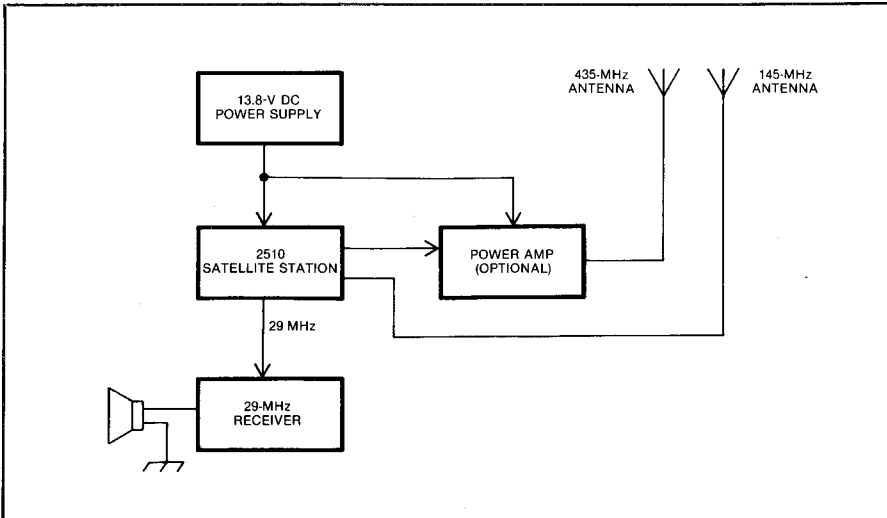 435-MHz
ANTENNA
145-MHz
ANTENNA
13.8-V DC
POWER SUPPLY
2510
SATELLITE STATION
POWER AMP
(OPTIONAL)
29 MHz
29-MHz
RECEIVER